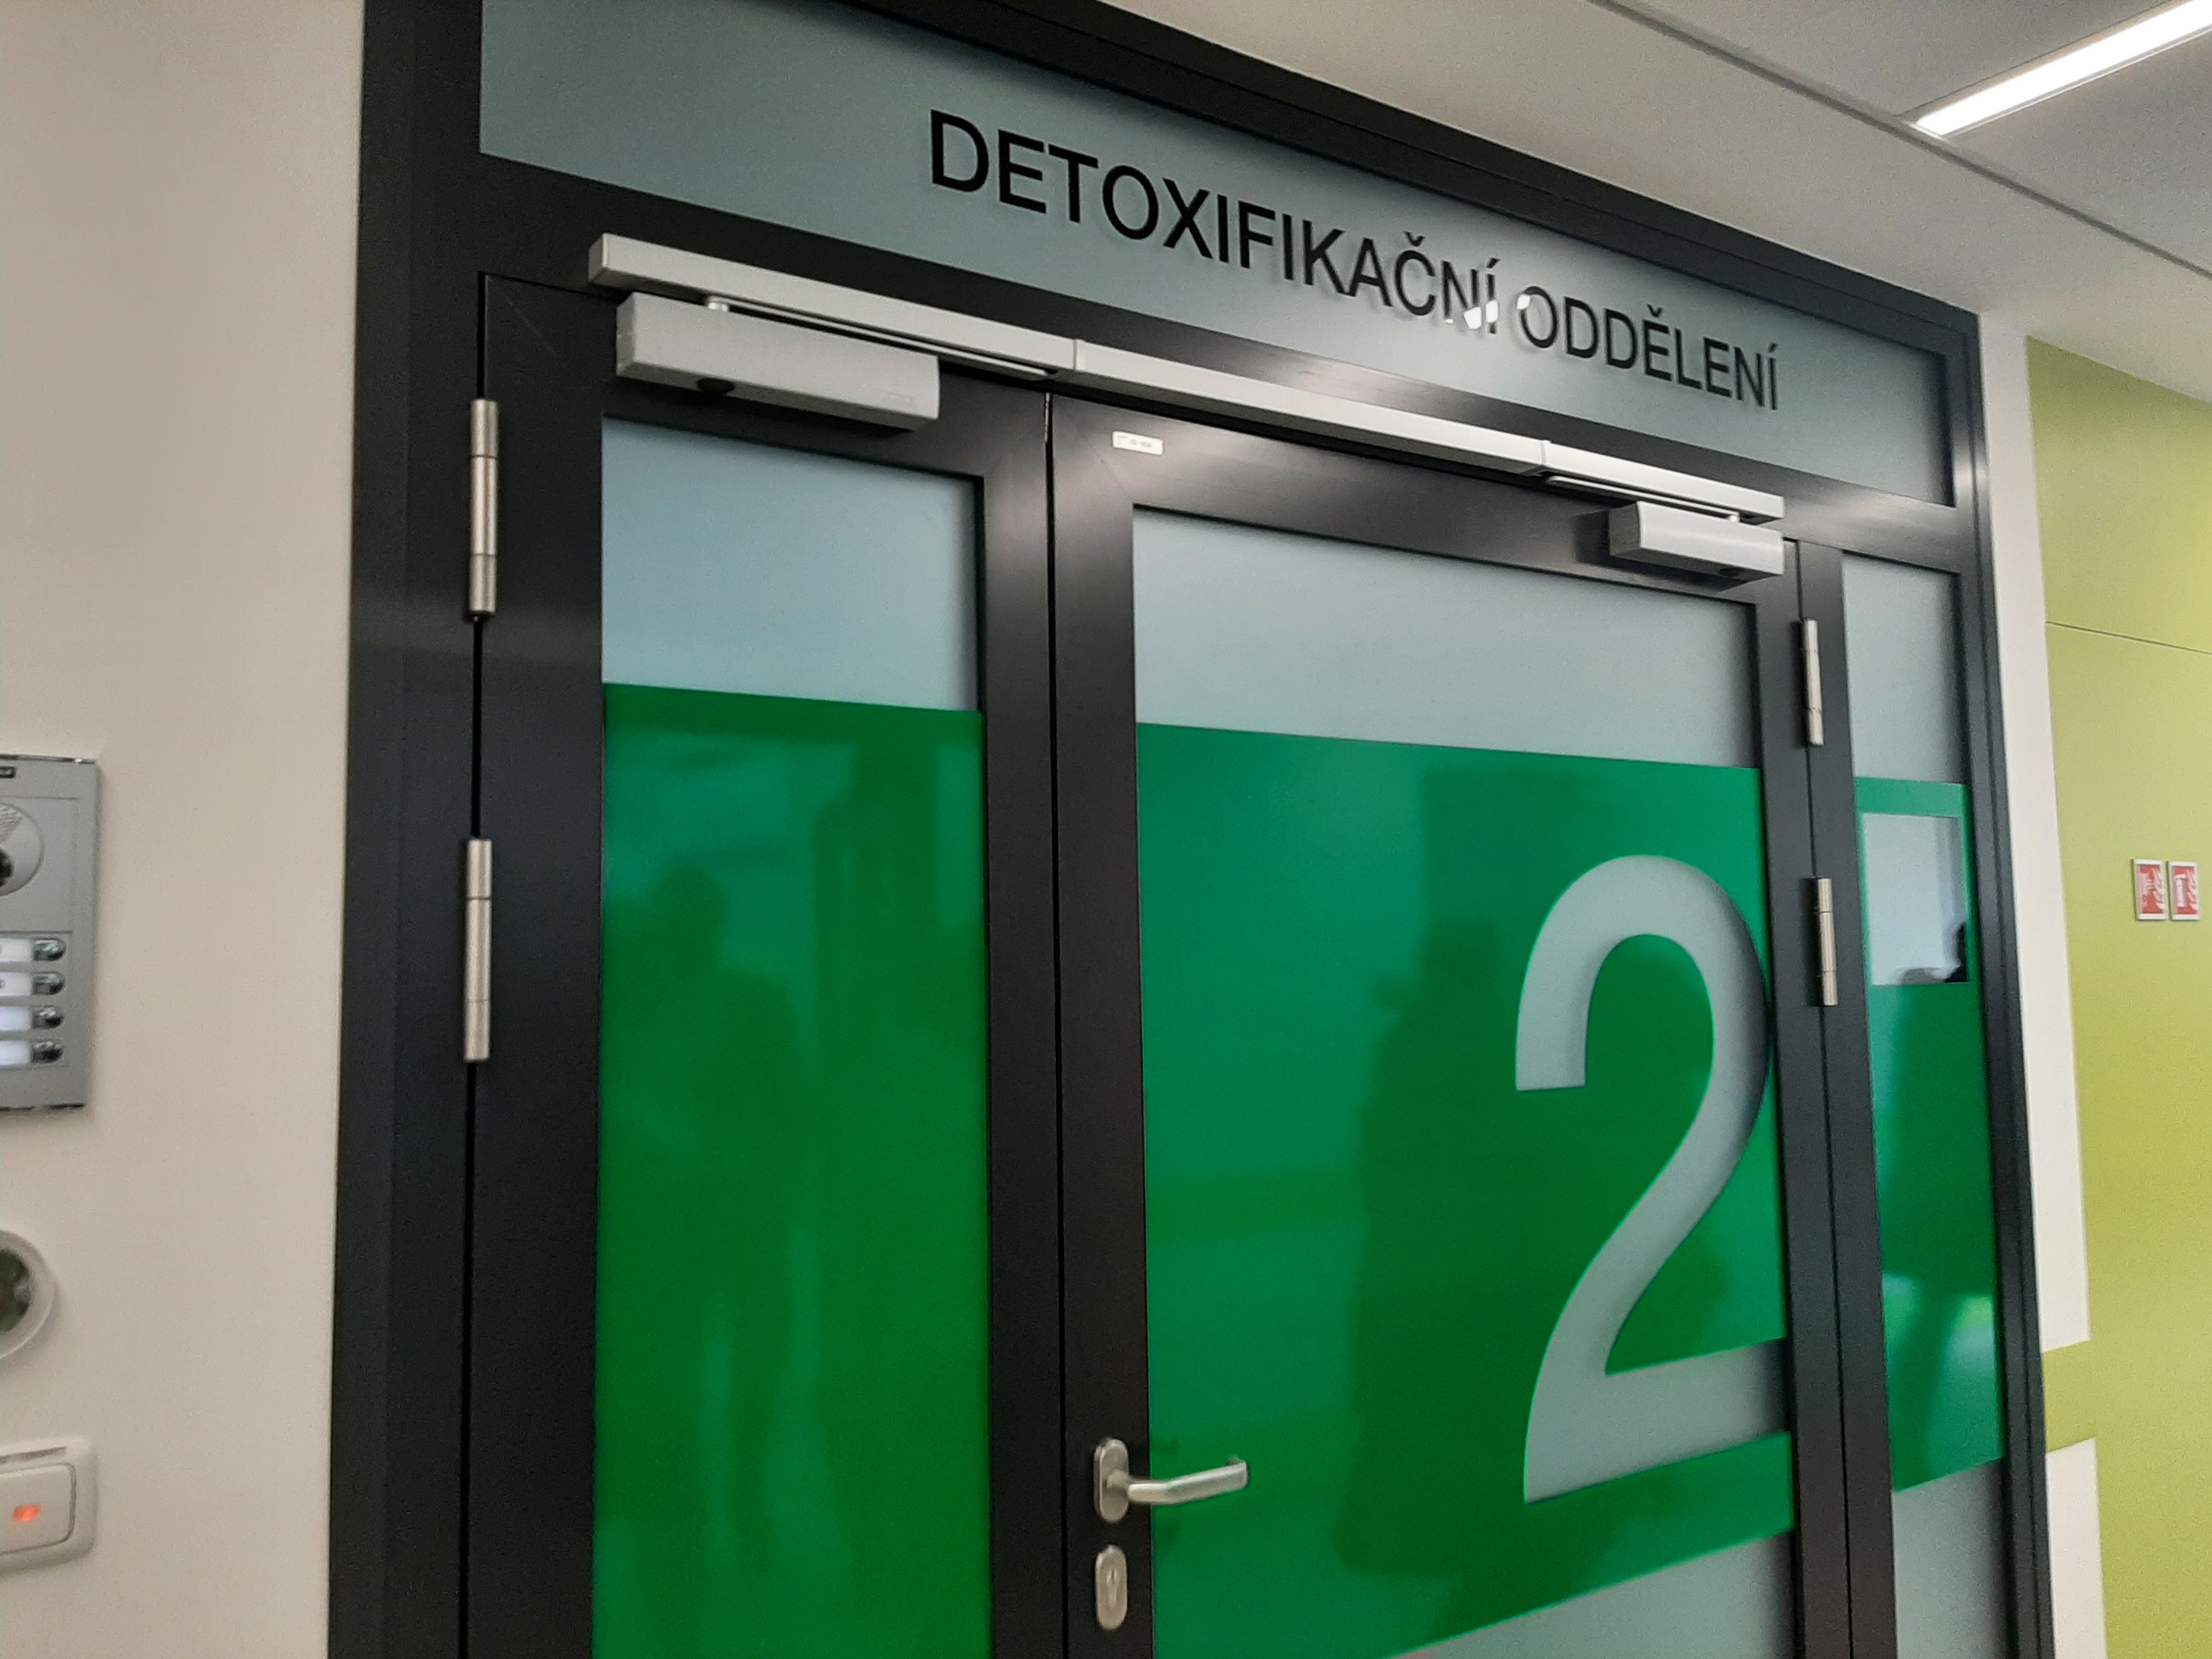 DETOXIFIKAČNÍ ODDĚLENÍ
2